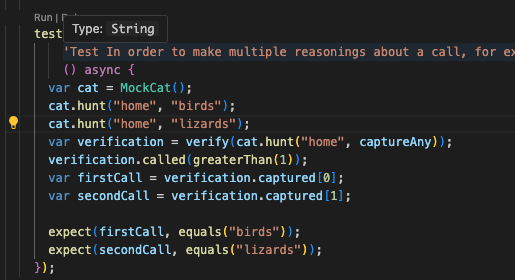 Run | D
Type: String
test
'Test In order to make multiple reasonings about a call, for ex
() async {
var cat = MockCat();
cat.hunt("home", "birds");
cat.hunt("home", "lizards");
var verification = verify(cat.hunt("home", captureAny));
verification.called(greaterThan(1));
var firstCall = verification.captured[0];
var secondCall = verification.captured[1];
expect(firstCall, equals("birds"));
expect(secondCall, equals("lizards"));
});